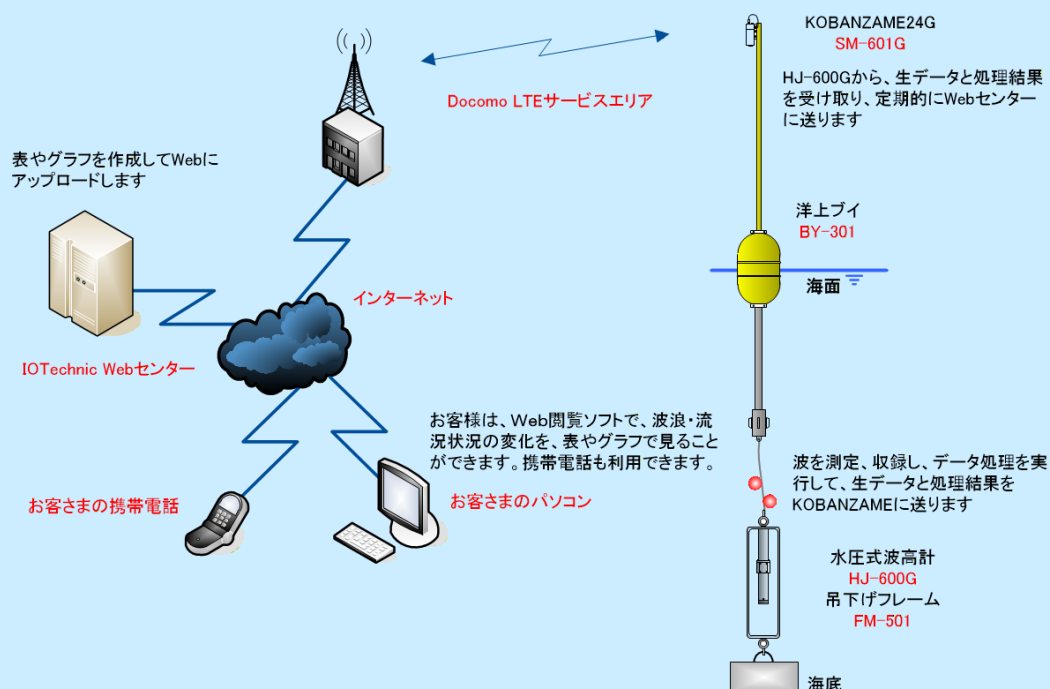 KOBANZAME24G
SM-601G
HJ-600Gから、生データと処理結果
を受け取り、定期的にWebセンター
に送ります
Docomo LTEサービスエリア
表やグラフを作成してWebに
アップロードします
洋上ブイ
BY-301
海面
インターネット
IOTechnic Webセンター
お客様は、Web閲覧ソフトで、波浪・流
況状況の変化を、表やグラフで見ること
ができます。携帯電話も利用できます。
お客さまの携帯電話
お客さまのパソコン
波を測定、収録し、データ処理を実
行して、生データと処理結果を
KOBANZAMEに送ります
水圧式波高計
HJ-600G
吊下げフレーム
FM-501
海底